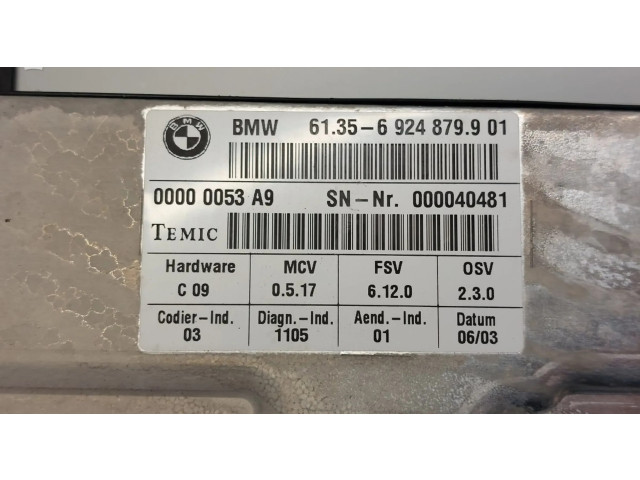 BMW
BMW 61.35-6 924 879.9 01
0000 0053 A9 SN-Nr. 000040481
TEMIC
Hardware MCV FSV OSV
C 09 0.5.17 6.12.0 2.3.0
Codier-Ind. Diagn.-Ind. Aend.-Ind. Datum
03 1105 01 06/03